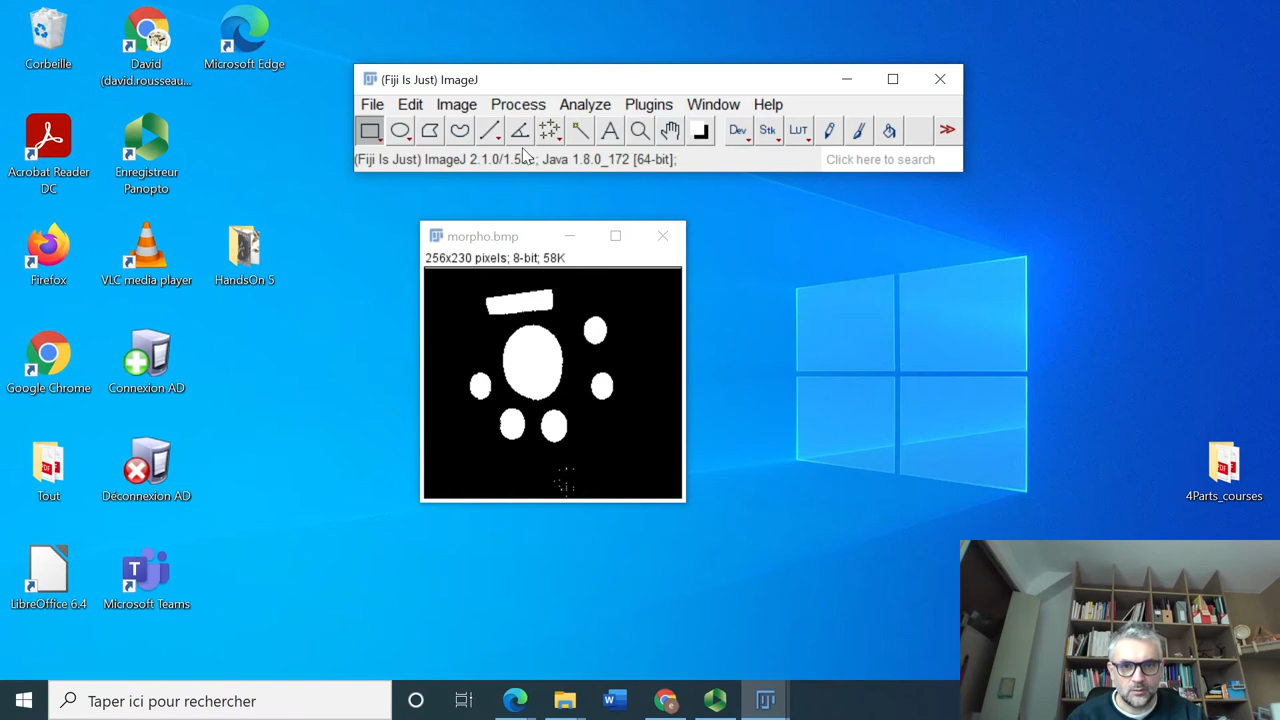 Corbeille
David
(david.rousseau...
Microsoft Edge
Acrobat Reader
DC
Enregistreur
Panopto
Firefox
VLC media player
HandsOn 5
Google Chrome
Connexion AD
Tout
Déconnexion AD
LibreOffice 6.4
Microsoft Teams
(Fiji Is Just) ImageJ
File Edit Image Process Analyze Plugins Window Help
Dev Stk LUT
(Fiji Is Just) ImageJ 2.1.0/1.5 ; Java 1.8.0_172 [64-bit];
Click here to search
morpho.bmp
256x230 pixels; 8-bit; 58K
4Parts_courses
Taper ici pour rechercher